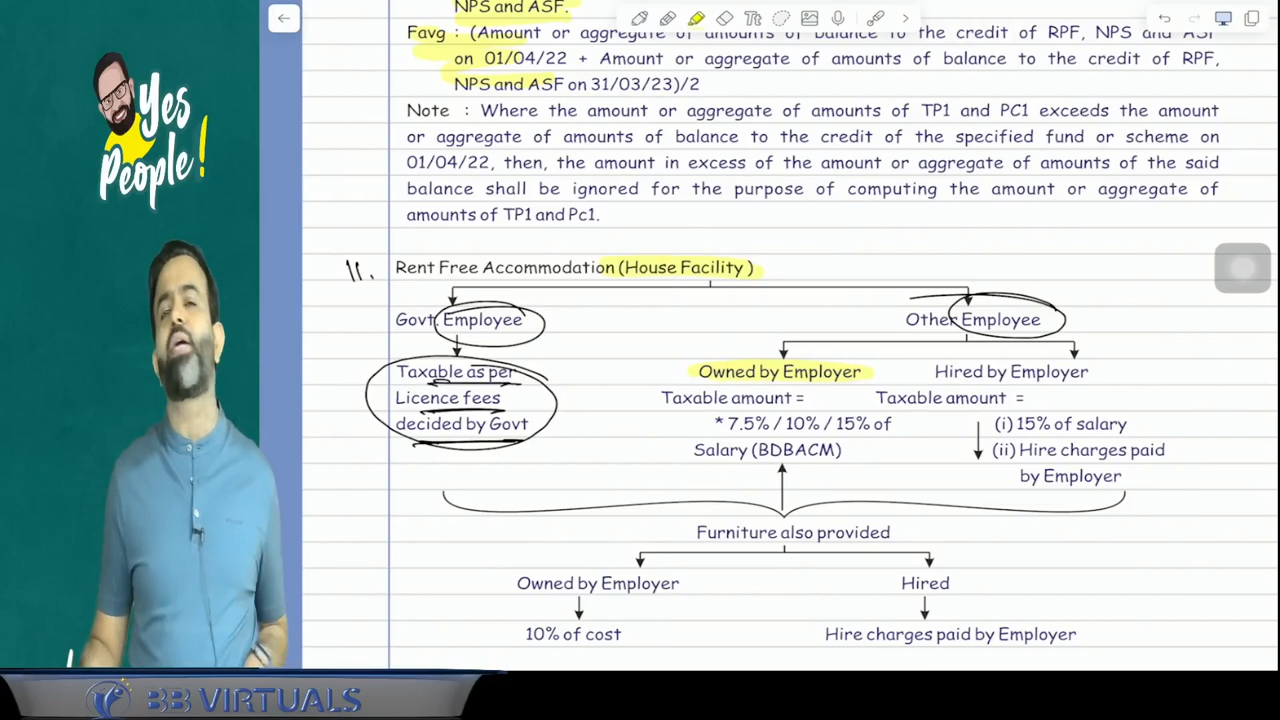 NPS and ASF.
Favg : (Amount or aggregate of amounts of balance to the credit of RPF, NPS and ASF
on 01/04/22 + Amount or aggregate of amounts of balance to the credit of RPF,
NPS and ASF on 31/03/23)/2
Note : Where the amount or aggregate of amounts of TP1 and PC1 exceeds the amount
or aggregate of amounts of balance to the credit of the specified fund or scheme on
01/04/22, then, the amount in excess of the amount or aggregate of amounts of the said
balance shall be ignored for the purpose of computing the amount or aggregate of
amounts of TP1 and Pc1.
Yes
People!
11. Rent Free Accommodation (House Facility )
Govt. Employee
Other Employee
Taxable as per
Licence fees
decided by Govt
Owned by Employer
Taxable amount =
* 7.5% / 10% / 15% of
Salary (BDBACM)
Hired by Employer
Taxable amount =
(i) 15% of salary
(ii) Hire charges paid
by Employer
Furniture also provided
Owned by Employer
Hired
10% of cost
Hire charges paid by Employer
BB VIRTUALS